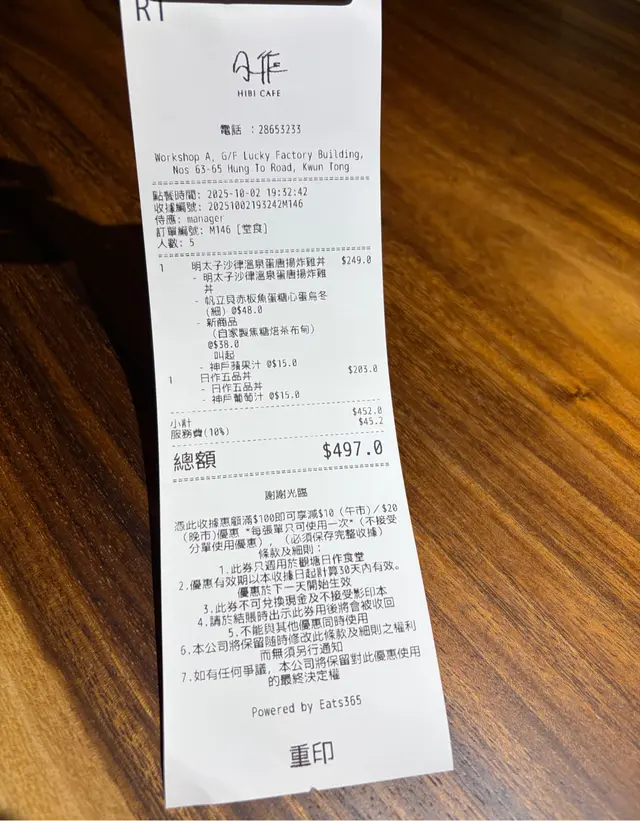 R1
日作
HIBI CAFE
電話 ：28653233
Workshop A, G/F Lucky Factory Building,
Nos 63-65 Hung To Road, Kwun Tong
點餐時間: 2025-10-02 19:32:42
收據編號: 20251002193242M146
侍應: manager
訂單編號: M146 [堂食]
人數: 5
1 明太子沙律溫泉蛋唐揚炸雞丼 $249.0
- 明太子沙律溫泉蛋唐揚炸雞
丼
- 帆立貝赤板魚蛋糖心蛋烏冬
(細) @$48.0
- 新商品
（自家製焦糖焙茶布甸）
@$38.0
叫起
- 神戶蘋果汁 @$15.0
1 日作五品丼 $203.0
- 日作五品丼
- 神戶葡萄汁 @$15.0
小計 $452.0
服務費(10%) $45.2
總額 $497.0
謝謝光臨
憑此收據惠顧滿$100即可享減$10（午市）/$20
(晚市)優惠 *每張單只可使用一次*（不接受
分單使用優惠），（必須保存完整收據）
條款及細則：
1.此券只適用於觀塘日作食堂
2.優惠有效期以本收據日起計算30天內有效。
優惠於下一天開始生效
3.此券不可兌換現金及不接受影印本
4.請於結賬時出示此券用後將會被收回
5.不能與其他優惠同時使用
6.本公司將保留隨時修改此條款及細則之權利
而無須另行通知
7.如有任何爭議，本公司將保留對此優惠使用
的最終決定權
Powered by Eats365
重印